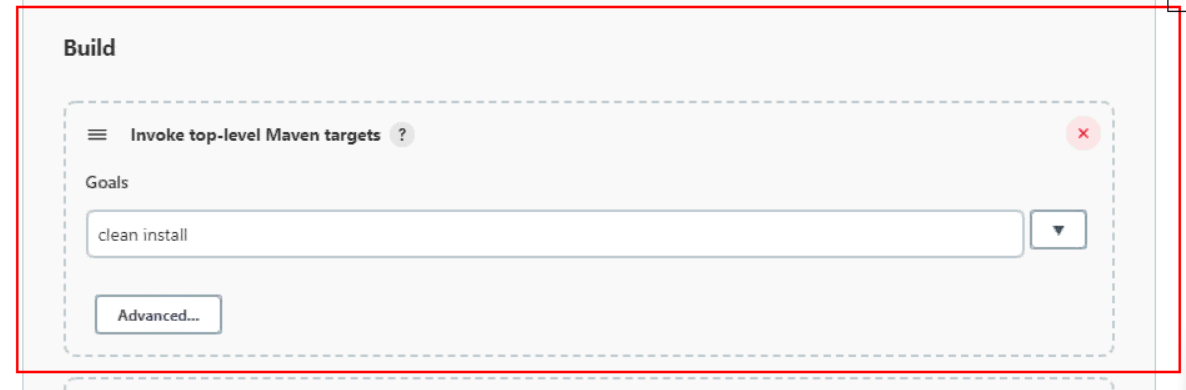 Build
Invoke top-level Maven targets ?
Goals
clean install
Advanced...